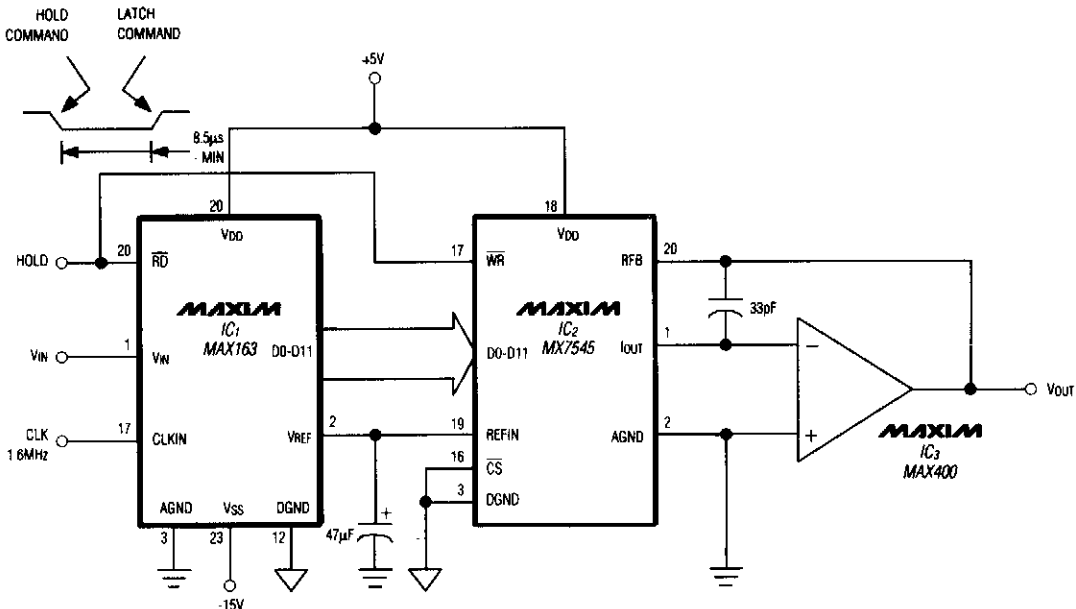 HOLD COMMAND
LATCH COMMAND
+5V
8.5µs
MIN
20
VDD
18
VDD
HOLD
20
RD
17
WR
RFB
20
MAXIM
IC1
MAX163
MAXIM
IC2
MX7545
33pF
VIN
1
VIN
D0-D11
D0-D11
IOUT
1
−
VOUT
CLK
1.6MHz
17
CLKIN
VREF
2
19
REFIN
AGND
2
+
MAXIM
IC3
MAX400
16
CS
3
DGND
AGND
VSS
DGND
3
23
12
47µF
+
-15V